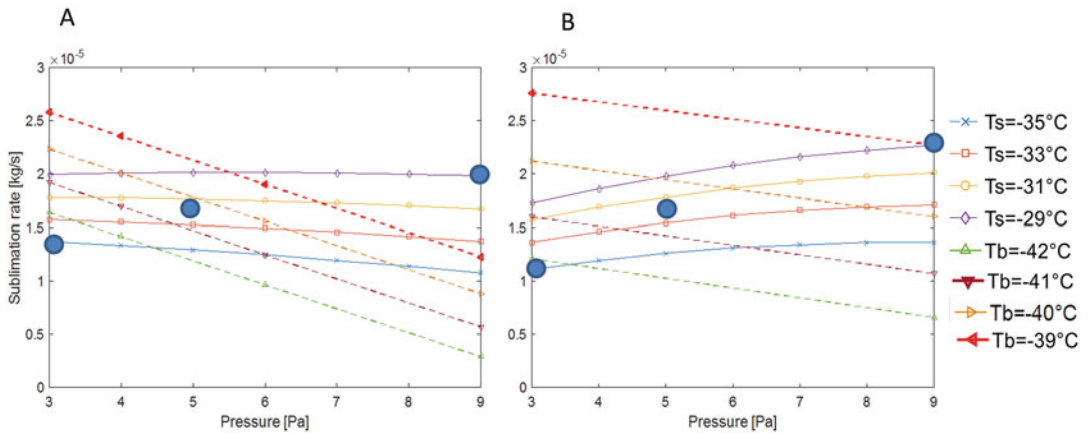 A
B
× 10⁻⁵
3
2.5
2
1.5
1
0.5
0
3 4 5 6 7 8 9
Sublimation rate [kg/s]
Pressure [Pa]
× 10⁻⁵
3
2.5
2
1.5
1
0.5
0
3 4 5 6 7 8 9
Pressure [Pa]
Ts=-35°C
Ts=-33°C
Ts=-31°C
Ts=-29°C
Tb=-42°C
Tb=-41°C
Tb=-40°C
Tb=-39°C